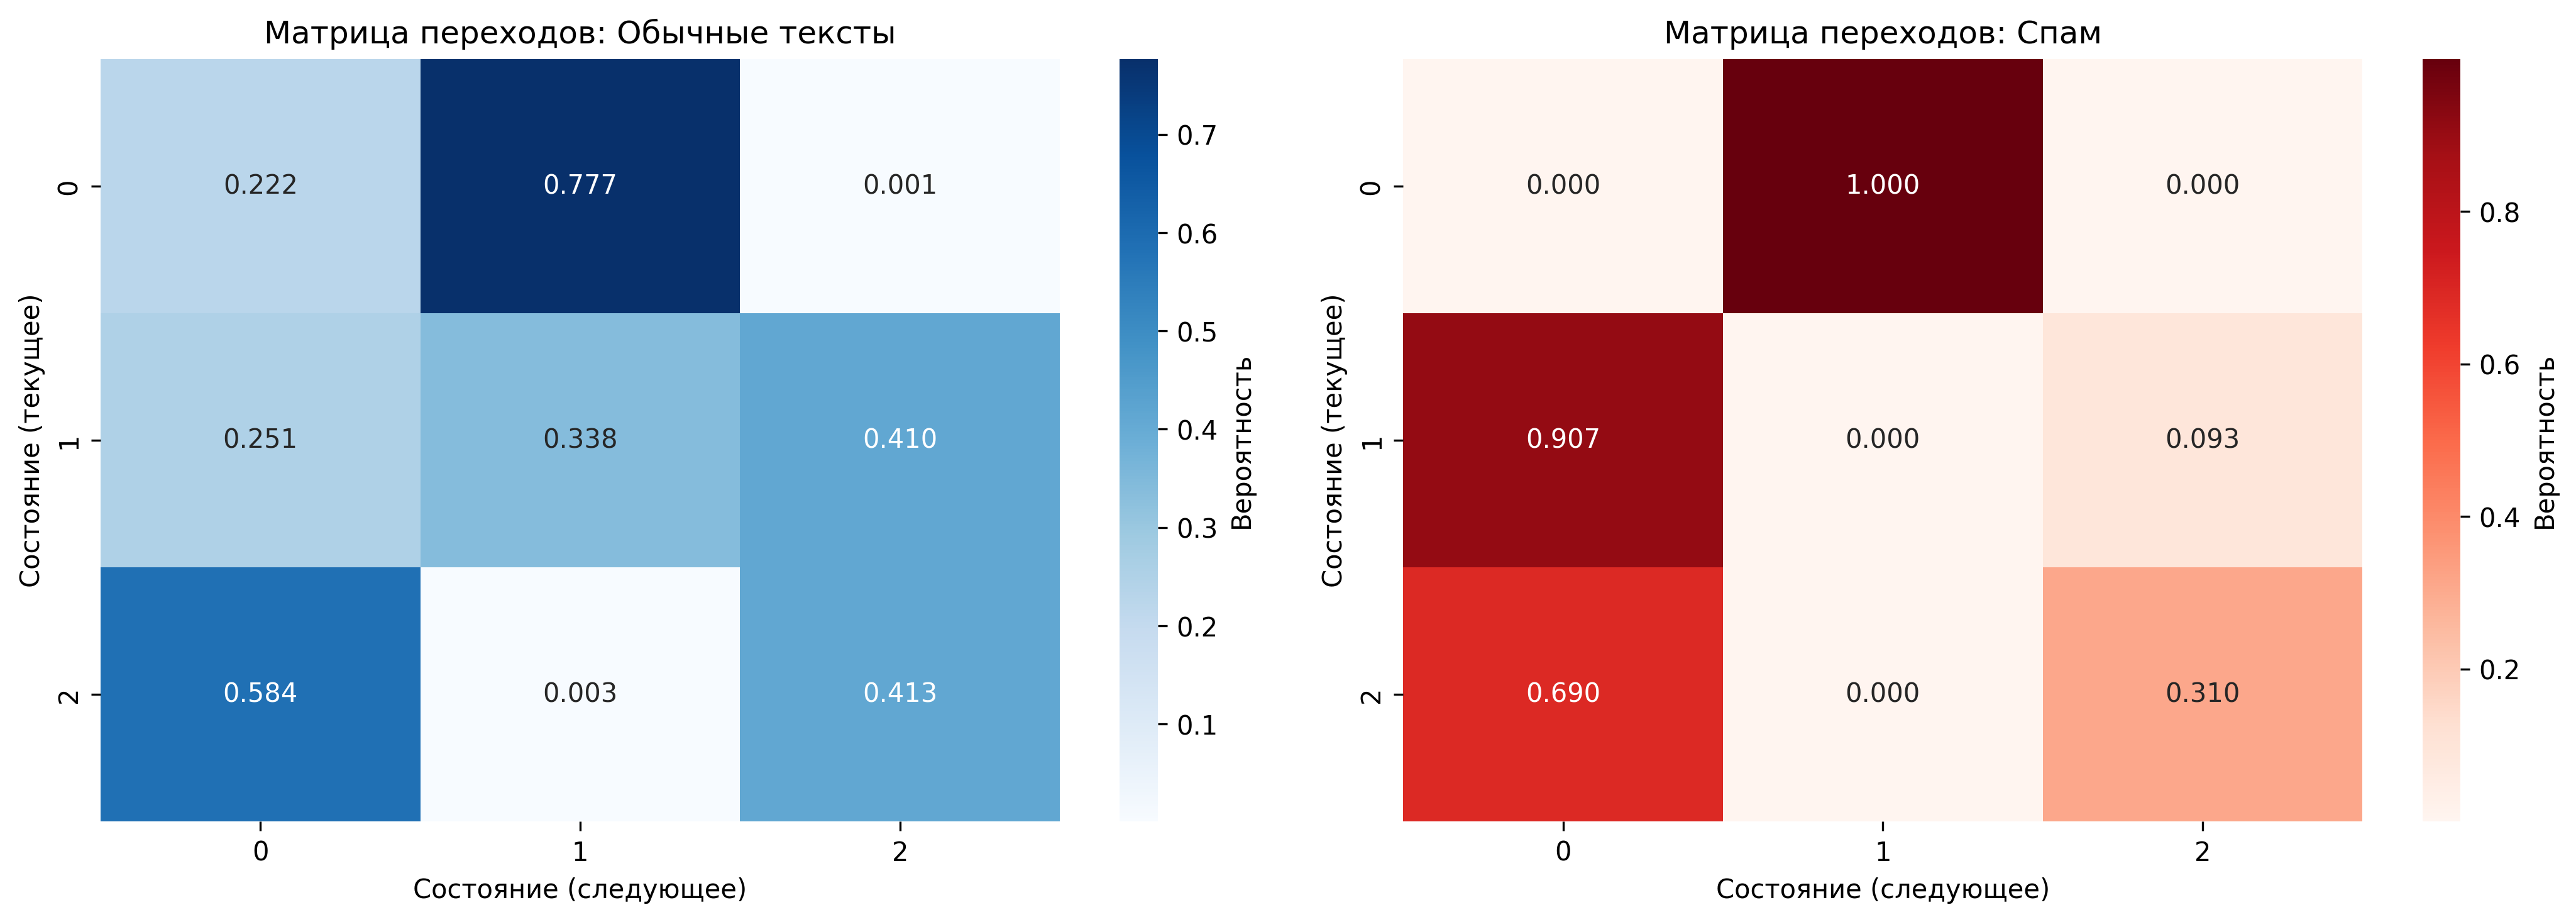 Матрица переходов: Обычные тексты
Состояние (текущее)
0
0.222 0.777 0.001
1
0.251 0.338 0.410
2
0.584 0.003 0.413
0 1 2
Состояние (следующее)
0.7
0.6
0.5
0.4
0.3
0.2
0.1
Вероятность
Матрица переходов: Спам
Состояние (текущее)
0
0.000 1.000 0.000
1
0.907 0.000 0.093
2
0.690 0.000 0.310
0 1 2
Состояние (следующее)
0.8
0.6
0.4
0.2
Вероятность